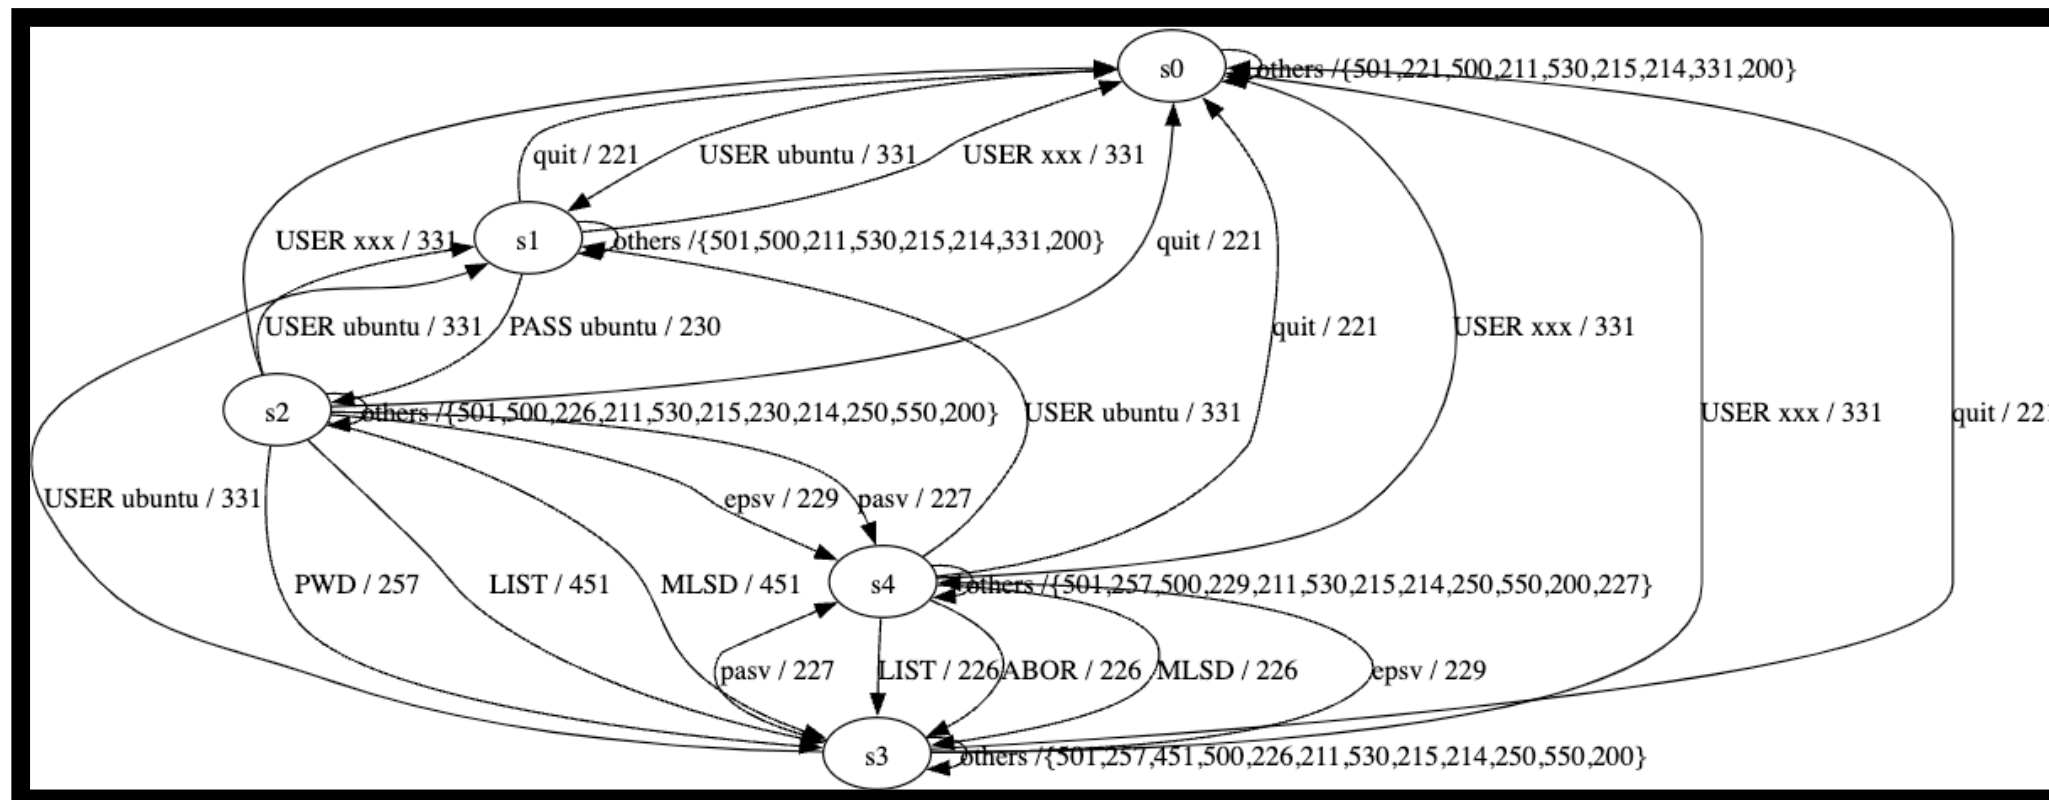 s0
others /{501,221,500,211,530,215,214,331,200}
quit / 221
USER ubuntu / 331
USER xxx / 331
USER xxx / 331
s1
others /{501,500,211,530,215,214,331,200}
quit / 221
USER ubuntu / 331
PASS ubuntu / 230
quit / 221
USER xxx / 331
s2
others /{501,500,226,211,530,215,230,214,250,550,200}
USER ubuntu / 331
USER xxx / 331
quit / 221
USER ubuntu / 331
epsv / 229
pasv / 227
PWD / 257
LIST / 451
MLSD / 451
s4
others /{501,257,500,229,211,530,215,214,250,550,200,227}
pasv / 227
LIST / 226
ABOR / 226
MLSD / 226
epsv / 229
s3
others /{501,257,451,500,226,211,530,215,214,250,550,200}